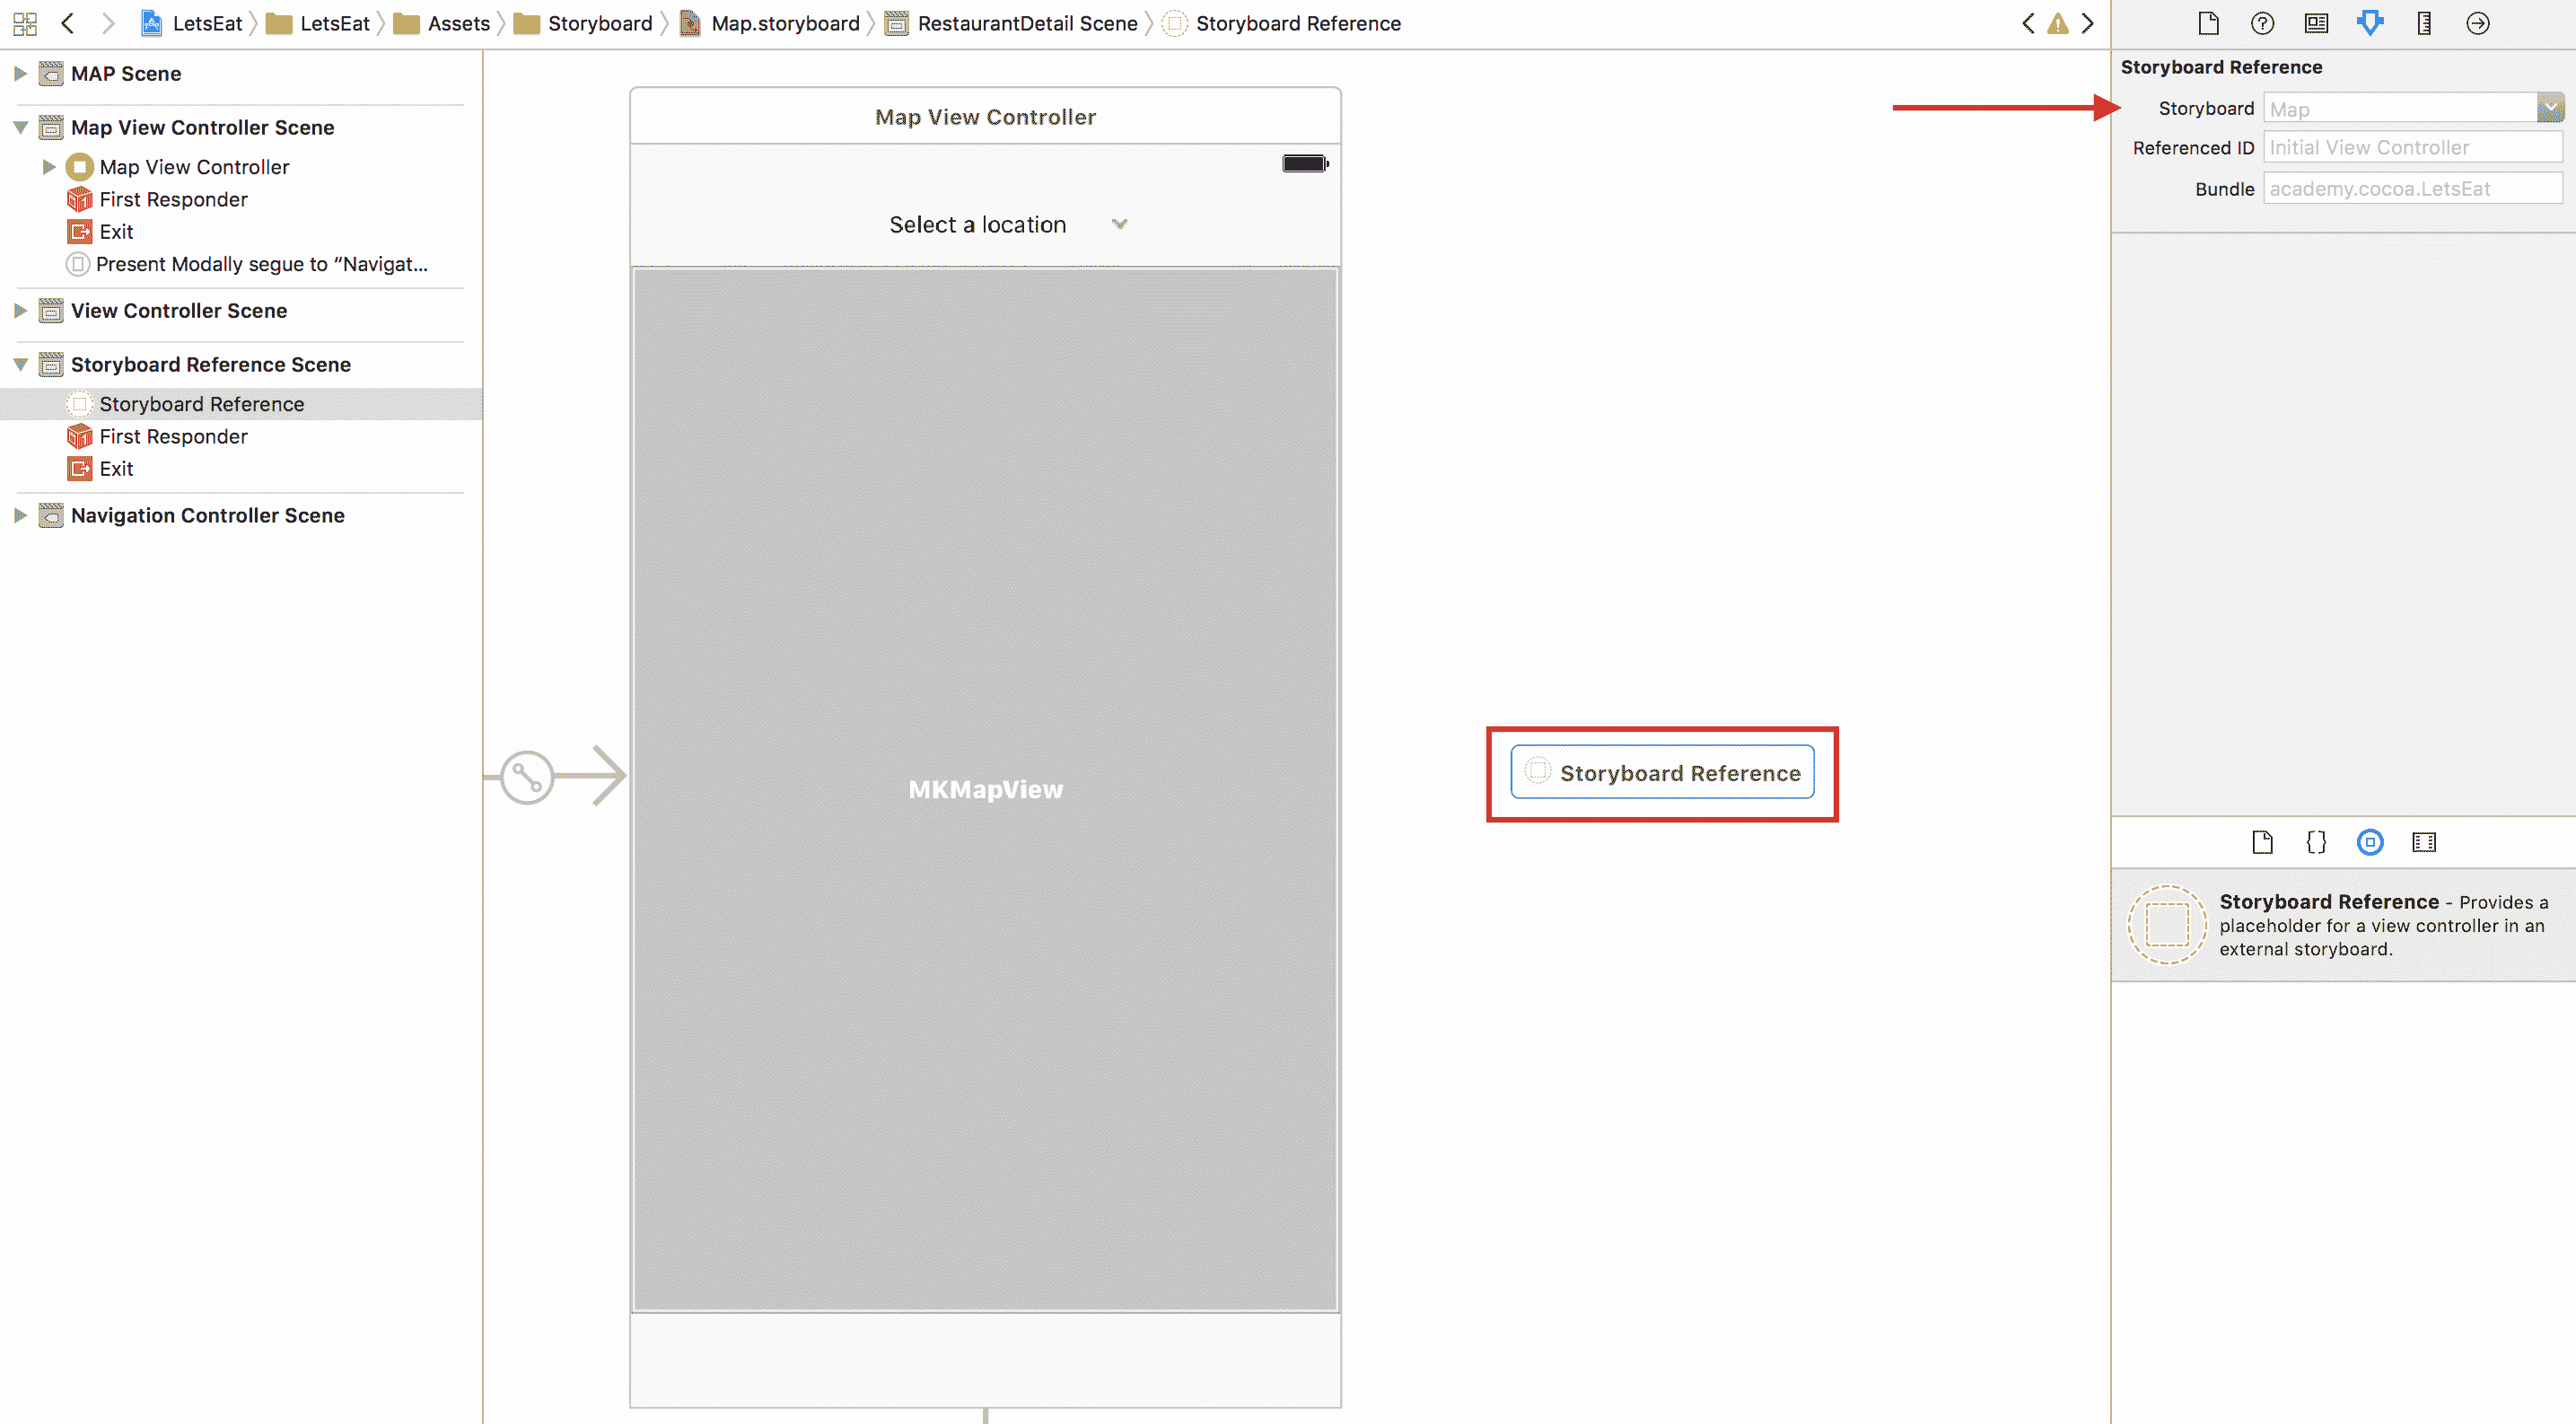 LetsEat
LetsEat
Assets
Storyboard
Map.storyboard
RestaurantDetail Scene
Storyboard Reference
MAP Scene
Map View Controller Scene
Map View Controller
First Responder
Exit
Present Modally segue to “Navigat...
View Controller Scene
Storyboard Reference Scene
Storyboard Reference
First Responder
Exit
Navigation Controller Scene
Map View Controller
Select a location
MKMapView
Storyboard Reference
Storyboard Reference
Storyboard Map
Referenced ID Initial View Controller
Bundle academy.cocoa.LetsEat
Storyboard Reference - Provides a
placeholder for a view controller in an
external storyboard.